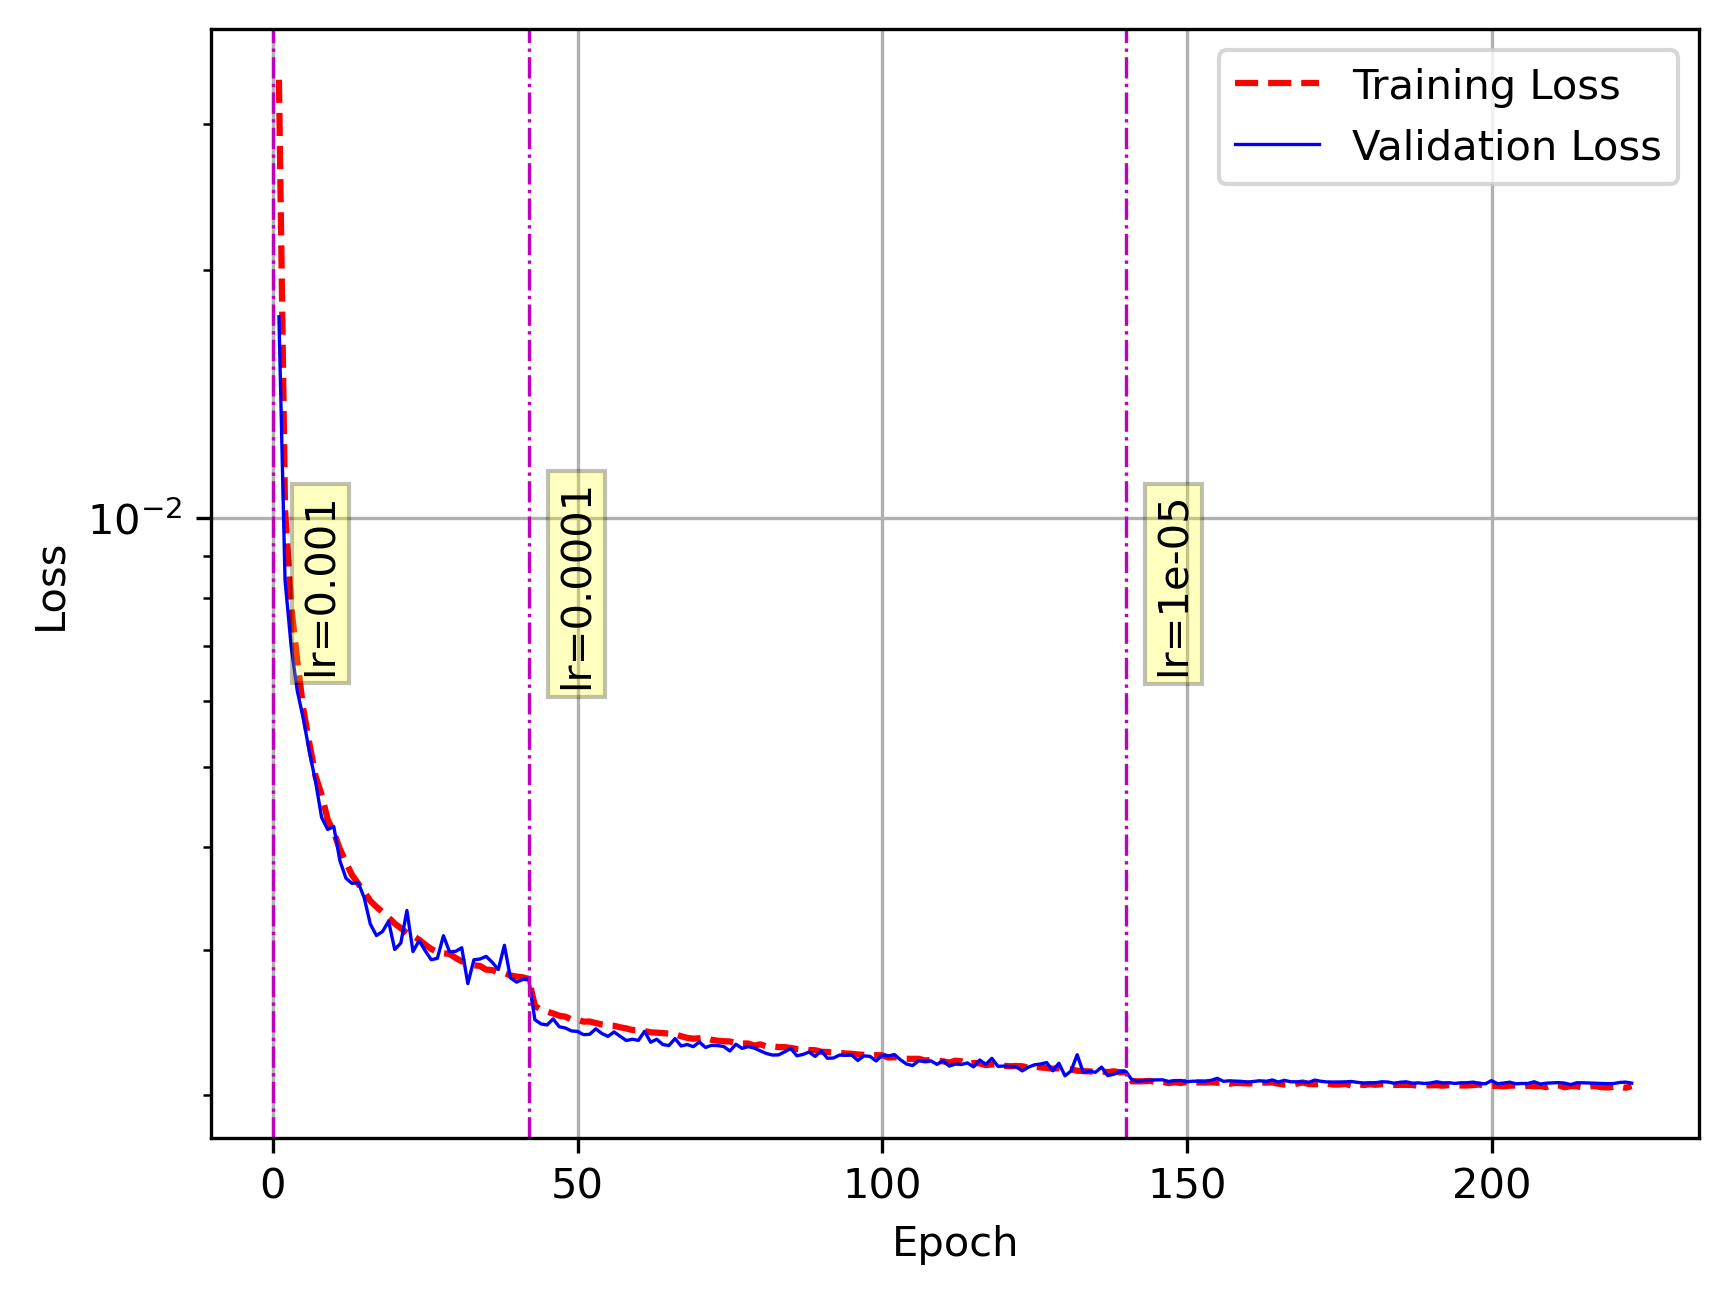 Training Loss
Validation Loss
Loss
10⁻²
lr=0.001
lr=0.0001
lr=1e-05
0 50 100 150 200
Epoch